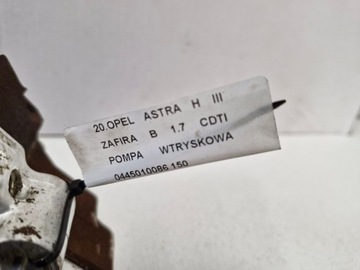 20.OPEL ASTRA H III
ZAFIRA B 1.7 CDTI
POMPA WTRYSKOWA
0445010086 150